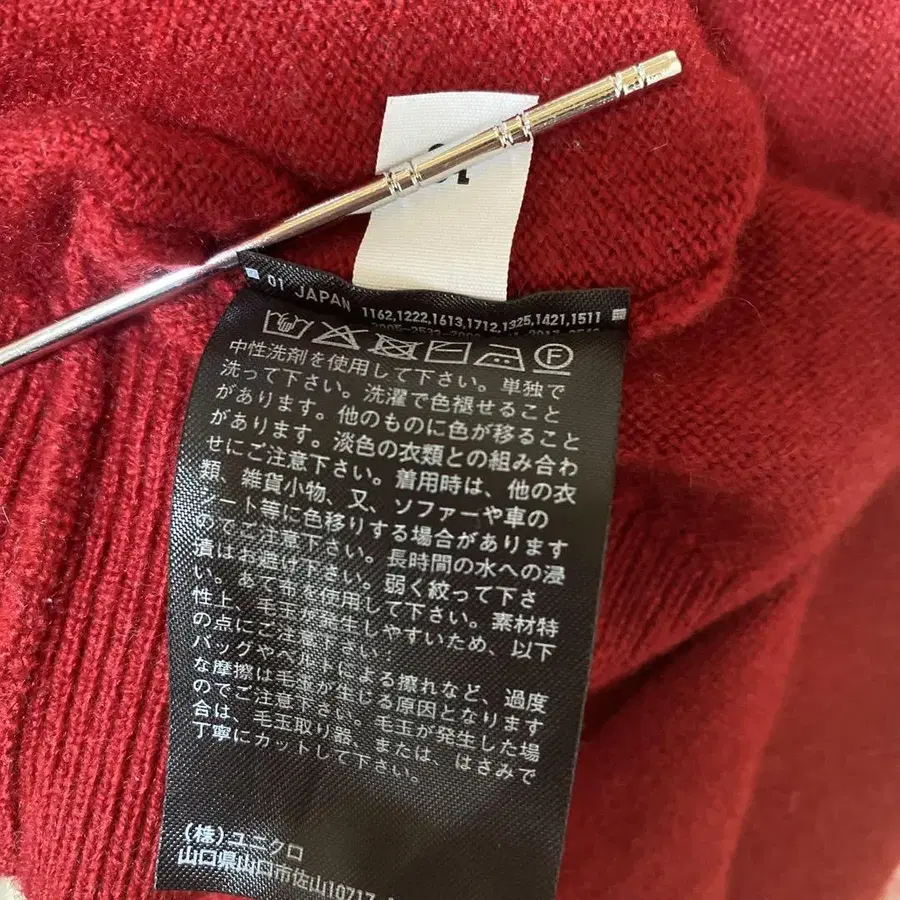 01 JAPAN 1162,1222,1613,1712,1325,1421,1511
中性洗剤を使用して下さい。単独で
洗って下さい。洗濯で色褪せること
があります。他のものに色が移ること
があります。淡色の衣類との組み合わ
せにご注意下さい。着用時は、他の衣
類、雑貨小物、又、ソファーや車の
シート等に色移りする場合があります
のでご注意下さい。長時間の水への浸
漬はお避け下さい。弱く絞って下さ
い。あて布を使用して下さい。素材特
性上、毛玉が発生しやすいため、以下
の点にご注意下さい:
バッグやベルトによる擦れなど、過度
な摩擦は毛玉が生じる原因となります
のでご注意下さい。毛玉が発生した場
合は、毛玉取り器、または、はさみで
丁寧にカットして下さい。
(株)ユニクロ
山口県山口市佐山10717